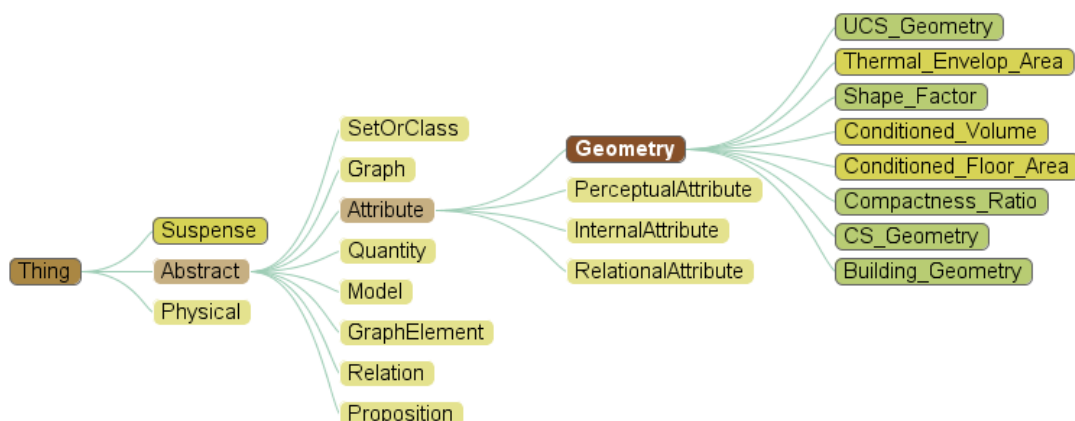 Thing
Suspense
Abstract
Physical
SetOrClass
Graph
Attribute
Quantity
Model
GraphElement
Relation
Proposition
Geometry
PerceptualAttribute
InternalAttribute
RelationalAttribute
UCS_Geometry
Thermal_Envelop_Area
Shape_Factor
Conditioned_Volume
Conditioned_Floor_Area
Compactness_Ratio
CS_Geometry
Building_Geometry